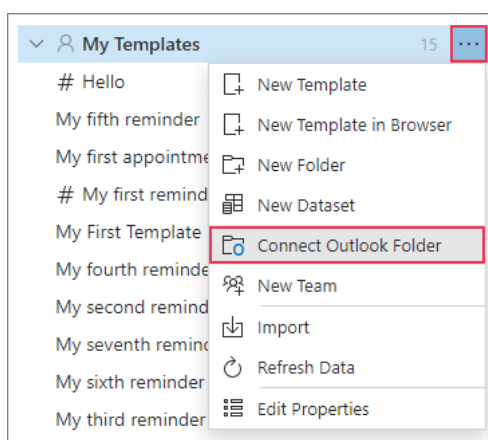 My Templates 15 ...
# Hello
My fifth reminder
My first appointme
# My first remind
My First Template
My fourth reminde
My second remind
My seventh remin
My sixth reminder
My third reminder
New Template
New Template in Browser
New Folder
New Dataset
Connect Outlook Folder
New Team
Import
Refresh Data
Edit Properties